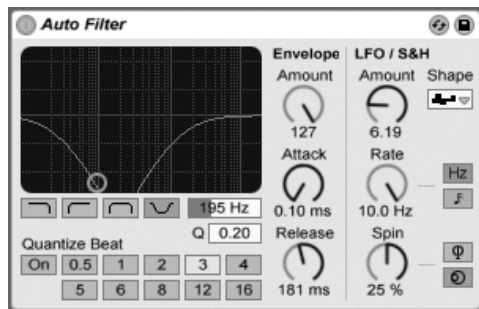 Auto Filter
Envelope LFO / S&H
Amount Amount Shape
127 6.19
Attack Rate
Hz
0.10 ms 10.0 Hz
195 Hz
Q 0.20
Release Spin
Quantize Beat
On 0.5 1 2 3 4
5 6 8 12 16
181 ms 25 %